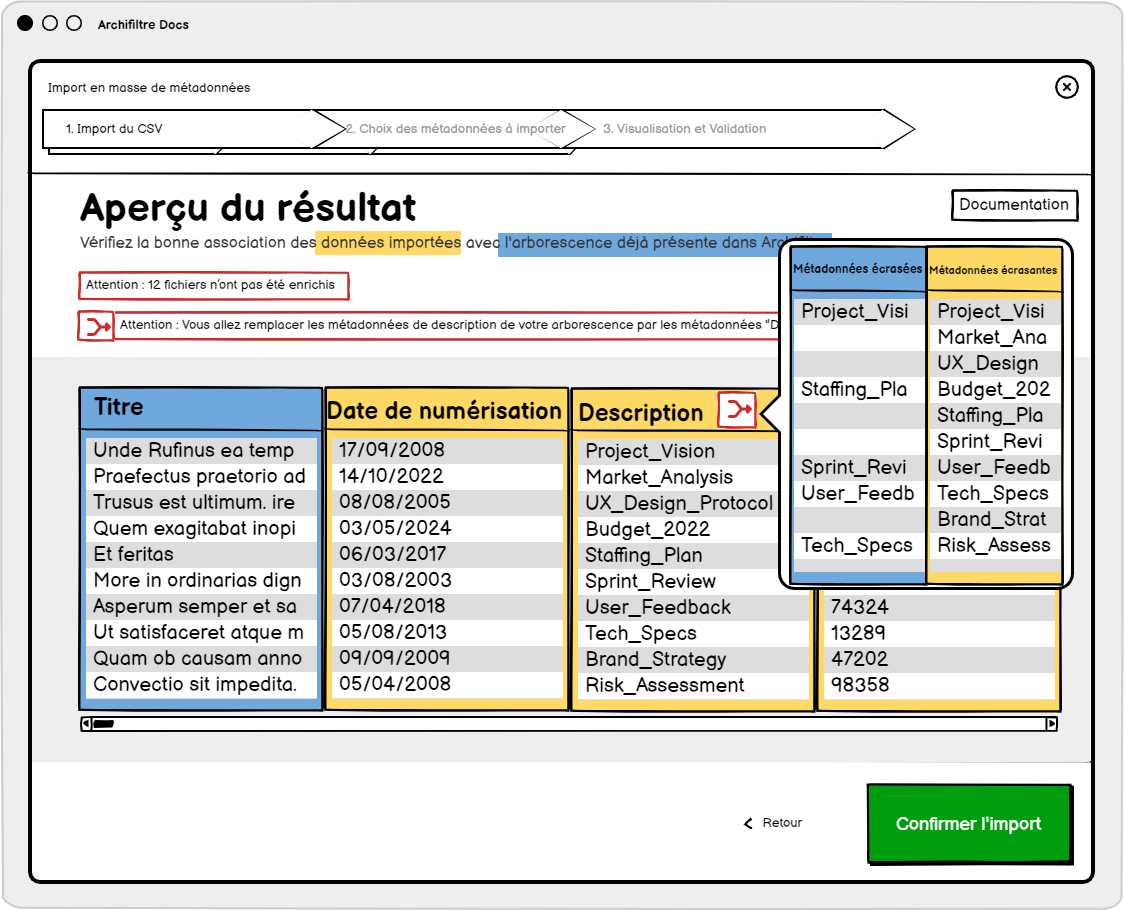 Archifiltre Docs
Import en masse de métadonnées
1. Import du CSV
2. Choix des métadonnées à importer
3. Visualisation et Validation
Aperçu du résultat
Documentation
Vérifiez la bonne association des données importées avec l'arborescence déjà présente dans
Attention : 12 fichiers n'ont pas été enrichis
Attention : Vous allez remplacer les métadonnées de description de votre arborescence par les métadonnées "D
Métadonnées écrasées
Project_Visi
Staffing_Pla
Sprint_Revi
User_Feedb
Tech_Specs
Métadonnées écrasantes
Project_Visi
Market_Ana
UX_Design
Budget_202
Staffing_Pla
Sprint_Revi
User_Feedb
Tech_Specs
Brand_Strat
Risk_Assess
Titre
Unde Rufinus ea temp
Praefectus praetorio ad
Trusus est ultimum. ire
Quem exagitabat inopi
Et feritas
More in ordinarias dign
Asperum semper et sa
Ut satisfaceret atque m
Quam ob causam anno
Convectio sit impedita.
Date de numérisation
17/09/2008
14/10/2022
08/08/2005
03/05/2024
06/03/2017
03/08/2003
07/04/2018
05/08/2013
09/09/2009
05/04/2008
Description
Project_Vision
Market_Analysis
UX_Design_Protocol
Budget_2022
Staffing_Plan
Sprint_Review
User_Feedback
Tech_Specs
Brand_Strategy
Risk_Assessment
74324
13289
47202
98358
Retour
Confirmer l'import